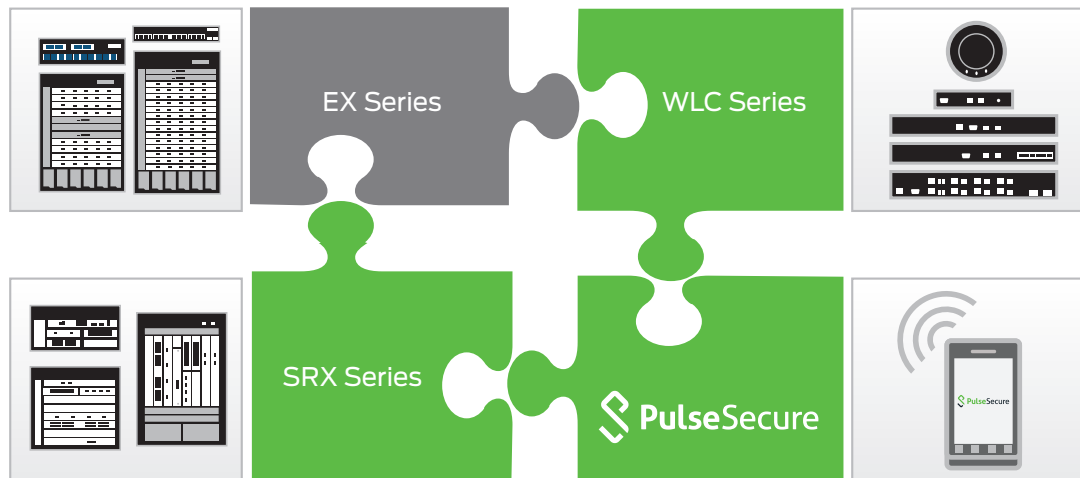 EX Series
WLC Series
SRX Series
PulseSecure
PulseSecure